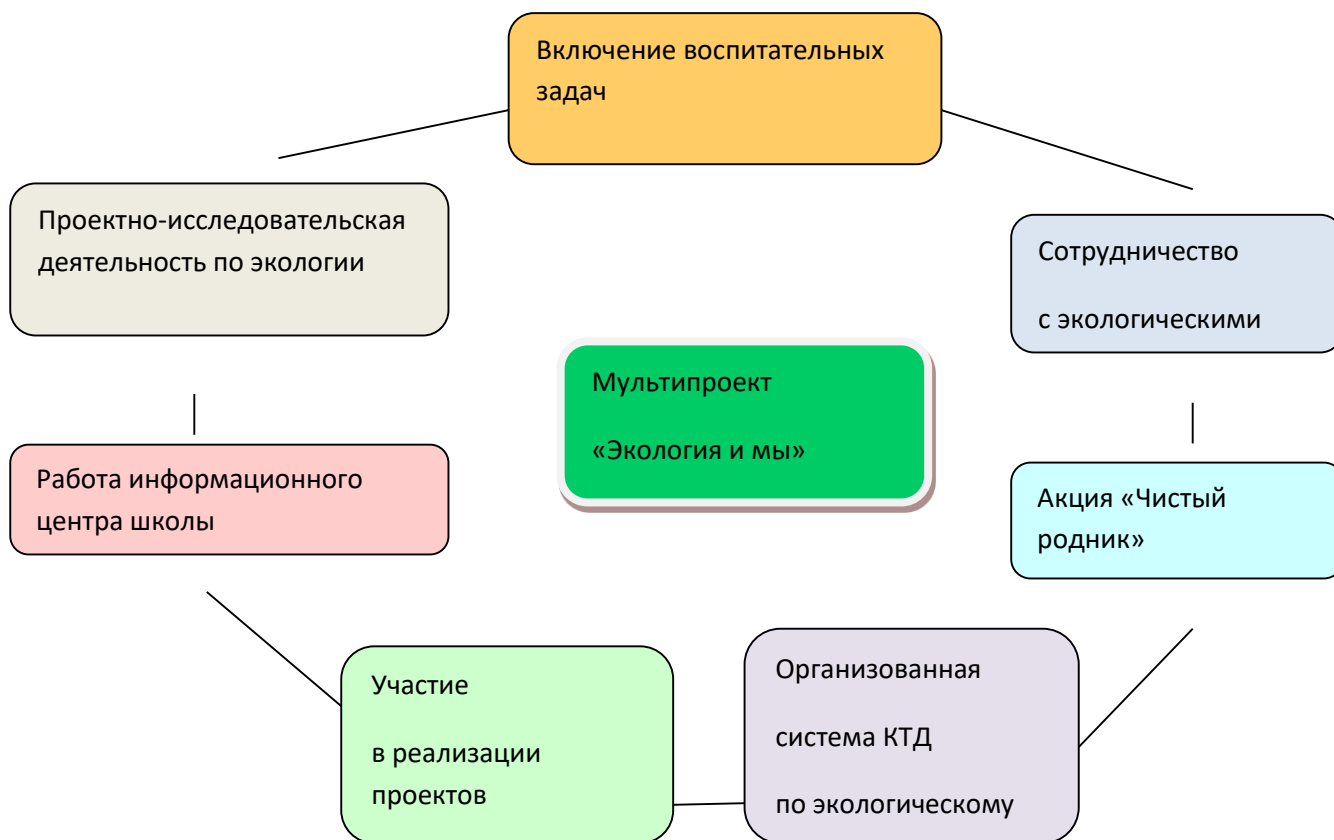 Включение воспитательных
задач
Проектно-исследовательская
деятельность по экологии
Сотрудничество
с экологическими
Мультипроект
«Экология и мы»
Работа информационного
центра школы
Акция «Чистый
родник»
Участие
в реализации
проектов
Организованная
система КТД
по экологическому